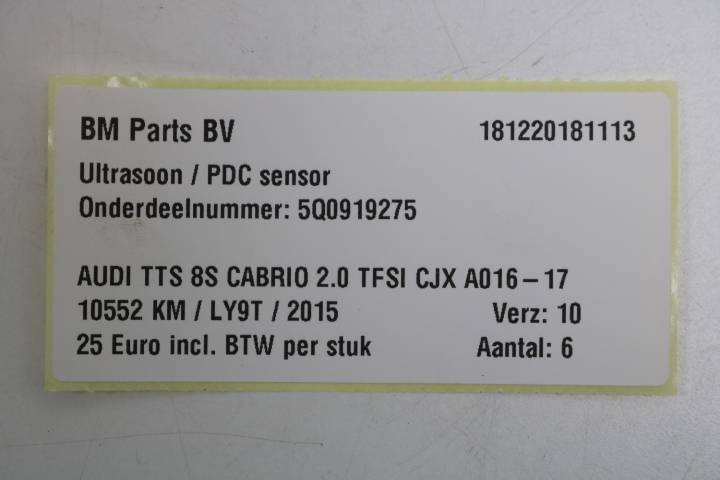 BM Parts BV 181220181113
Ultrasoon / PDC sensor
Onderdeelnummer: 5Q0919275
AUDI TTS 8S CABRIO 2.0 TFSI CJX A016-17
10552 KM / LY9T / 2015 Verz: 10
25 Euro incl. BTW per stuk Aantal: 6